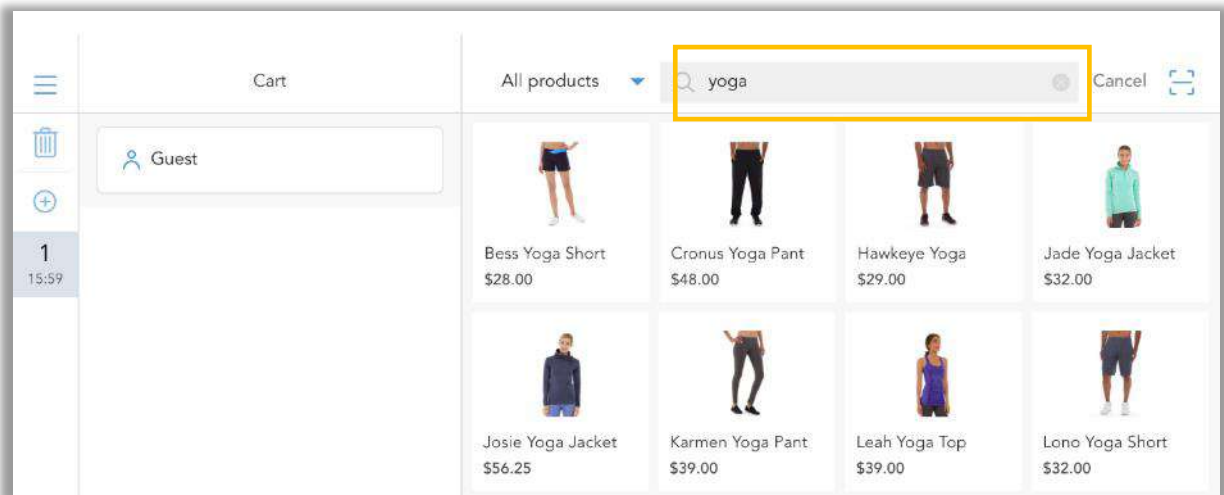 Cart
All products
yoga
Cancel
Guest
1
15:59
Bess Yoga Short
$28.00
Cronus Yoga Pant
$48.00
Hawkeye Yoga
$29.00
Jade Yoga Jacket
$32.00
Josie Yoga Jacket
$56.25
Karmen Yoga Pant
$39.00
Leah Yoga Top
$39.00
Lono Yoga Short
$32.00